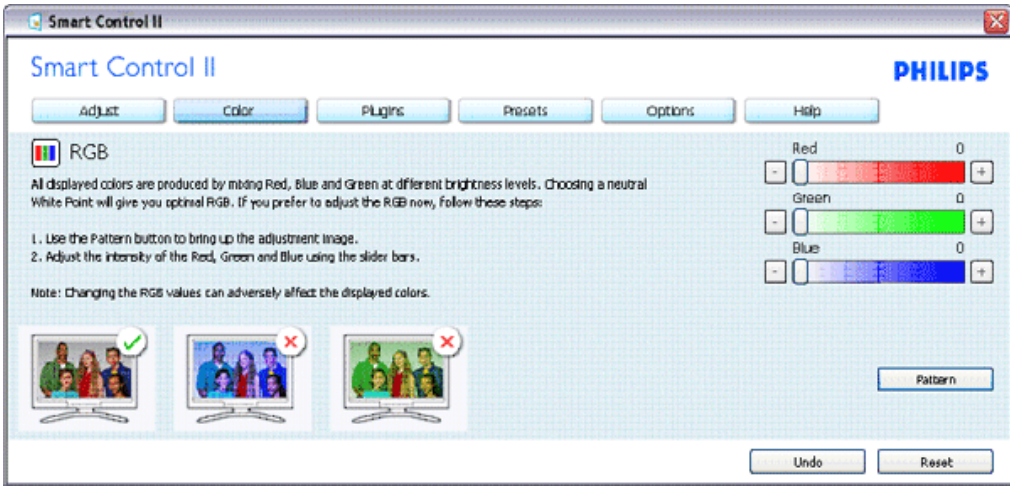 Smart Control II
Smart Control II
PHILIPS
Adjust
Color
Plugins
Presets
Options
Help
RGB
All displayed colors are produced by mixing Red, Blue and Green at different brightness levels. Choosing a neutral
White Point will give you optimal RGB. If you prefer to adjust the RGB now, follow these steps:
1. Use the Pattern button to bring up the adjustment image.
2. Adjust the intensity of the Red, Green and Blue using the slider bars.
Note: Changing the RGB values can adversely affect the displayed colors.
Red 0
Green 0
Blue 0
Pattern
Undo
Reset